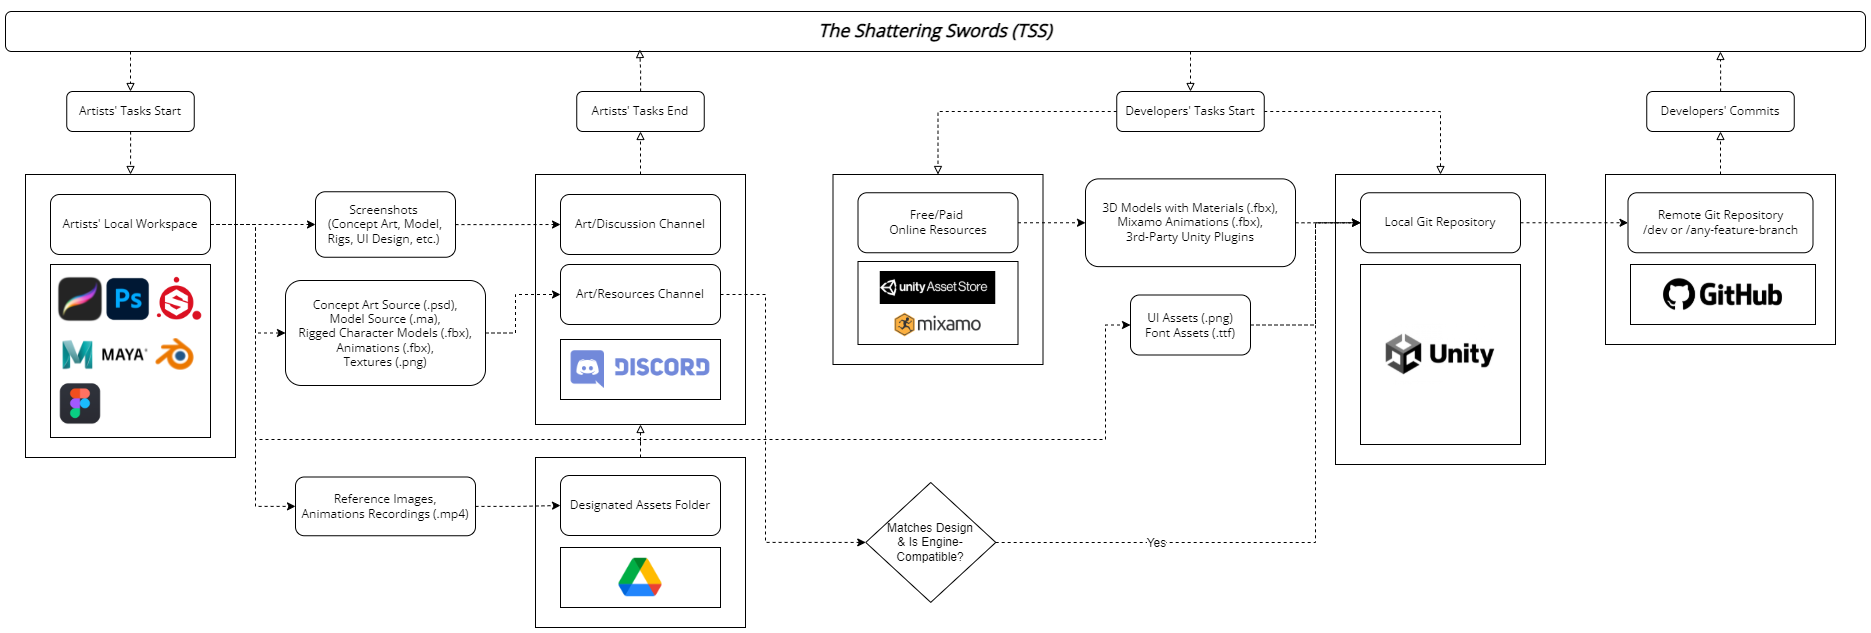 The Shattering Swords (TSS)
Artists' Tasks Start
Artists' Tasks End
Developers' Tasks Start
Developers' Commits
Artists' Local Workspace
Ps
MAYA
Screenshots
(Concept Art, Model,
Rigs, UI Design, etc.)
Concept Art Source (.psd),
Model Source (.ma),
Rigged Character Models (.fbx),
Animations (.fbx),
Textures (.png)
Reference Images,
Animations Recordings (.mp4)
Art/Discussion Channel
Art/Resources Channel
DISCORD
Designated Assets Folder
Matches Design
& Is Engine-
Compatible?
Yes
Free/Paid
Online Resources
unity Asset Store
mixamo
3D Models with Materials (.fbx),
Mixamo Animations (.fbx),
3rd-Party Unity Plugins
UI Assets (.png)
Font Assets (.ttf)
Local Git Repository
Unity
Remote Git Repository
/dev or /any-feature-branch
GitHub